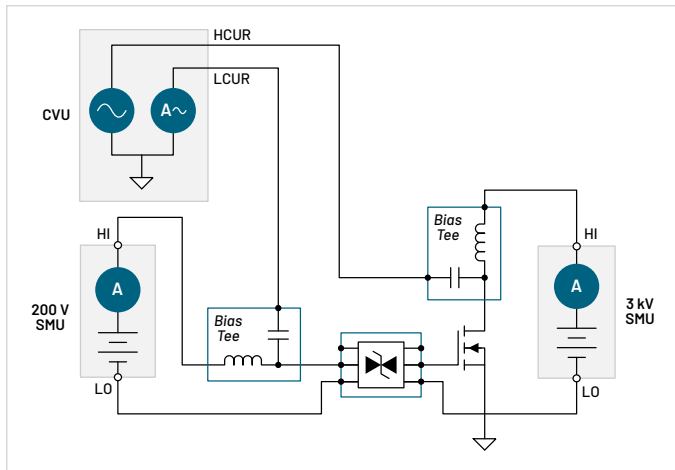 HCUR
LCUR
CVU
A
Bias
Tee
HI
HI
A
200 V
SMU
Bias
Tee
A
3 kV
SMU
LO
LO